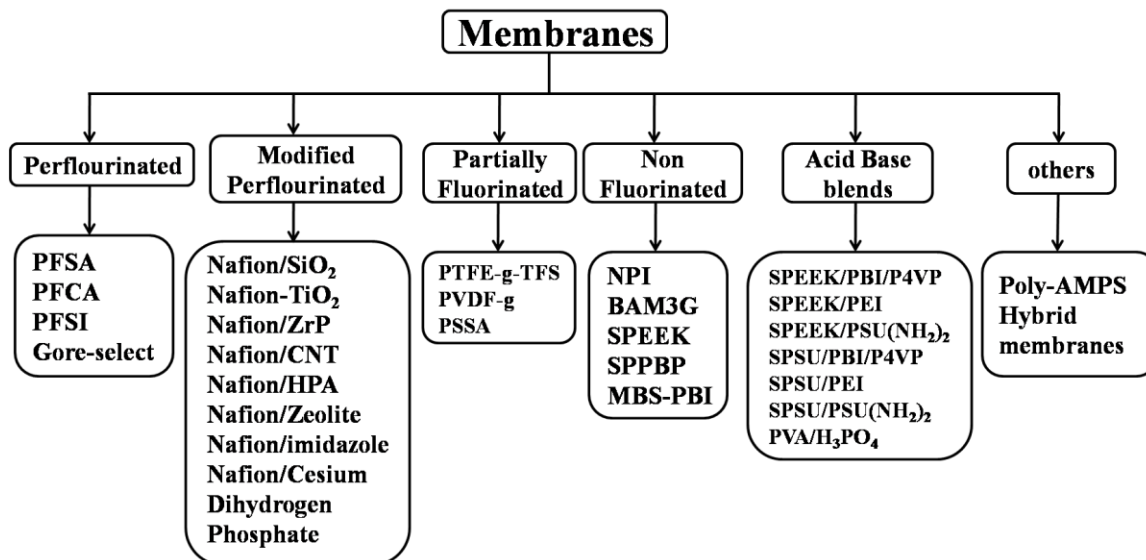 Membranes
Perflourinated
PFSA
PFCA
PFSI
Gore-select
Modified
Perflourinated
Nafion/SiO₂
Nafion-TiO₂
Nafion/ZrP
Nafion/CNT
Nafion/HPA
Nafion/Zeolite
Nafion/imidazole
Nafion/Cesium
Dihydrogen
Phosphate
Partially
Fluorinated
PTFE-g-TFS
PVDF-g
PSSA
Non
Fluorinated
NPI
BAM3G
SPEEK
SPPBP
MBS-PBI
Acid Base
blends
SPEEK/PBI/P4VP
SPEEK/PEI
SPEEK/PSU(NH₂)₂
SPSU/PBI/P4VP
SPSU/PEI
SPSU/PSU(NH₂)₂
PVA/H₃PO₄
others
Poly-AMPS
Hybrid
membranes